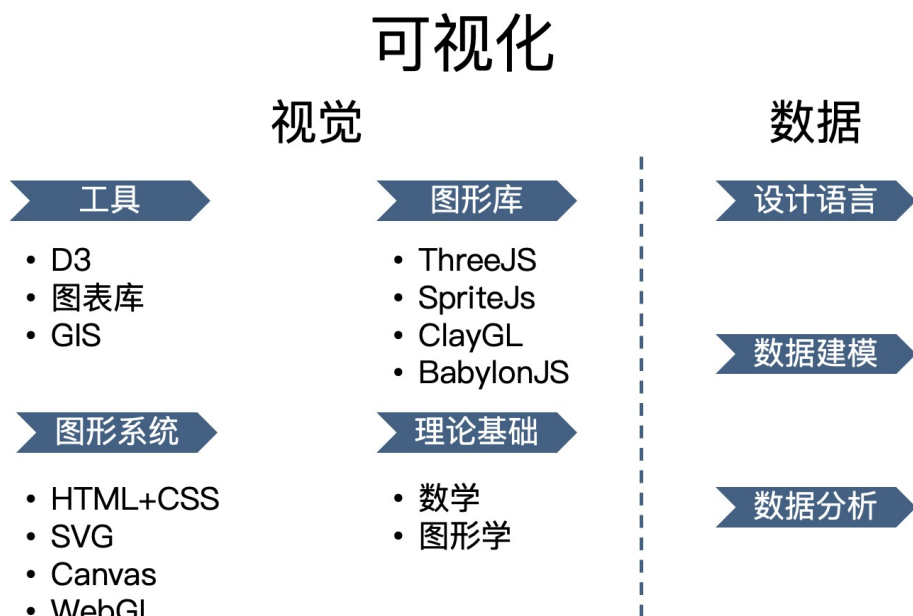 可视化
视觉
数据
工具
• D3
• 图表库
• GIS
图形库
• ThreeJS
• SpriteJs
• ClayGL
• BabylonJS
图形系统
• HTML+CSS
• SVG
• Canvas
• WebGL
理论基础
• 数学
• 图形学
设计语言
数据建模
数据分析